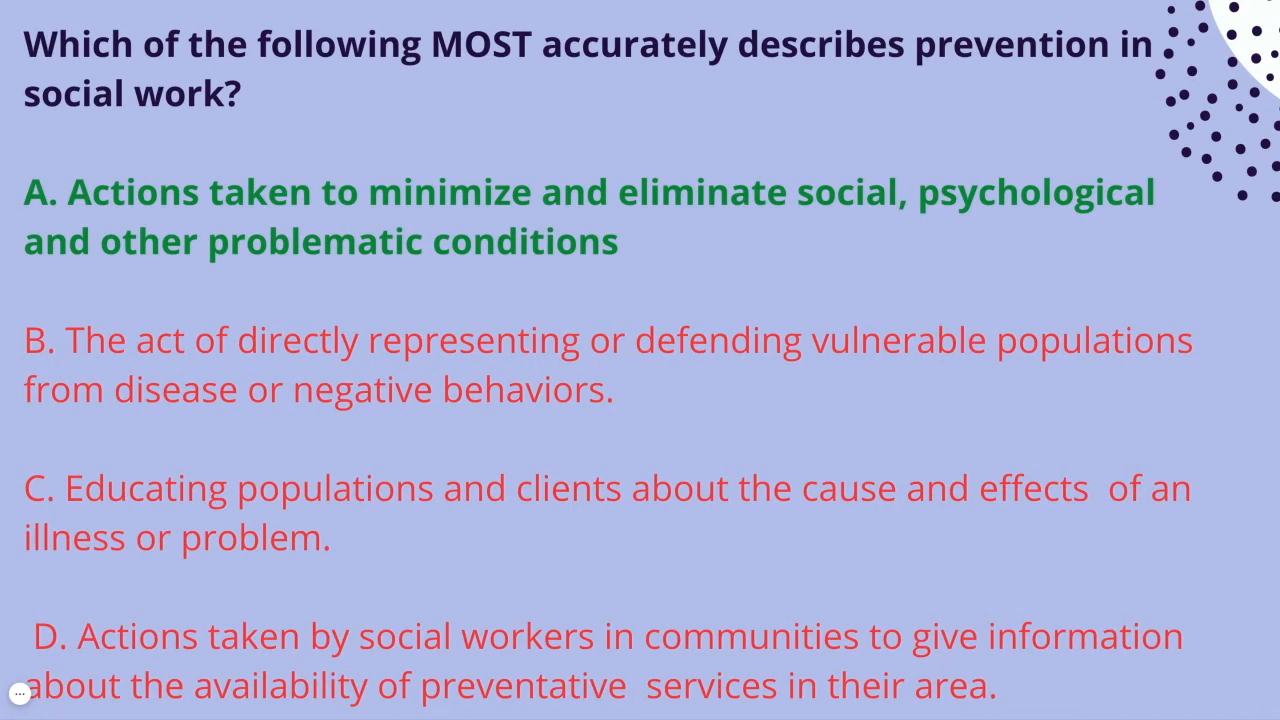 Which of the following MOST accurately describes prevention in
social work?
A. Actions taken to minimize and eliminate social, psychological
and other problematic conditions
B. The act of directly representing or defending vulnerable populations
from disease or negative behaviors.
C. Educating populations and clients about the cause and effects  of an
illness or problem.
D. Actions taken by social workers in communities to give information
about the availability of preventative  services in their area.